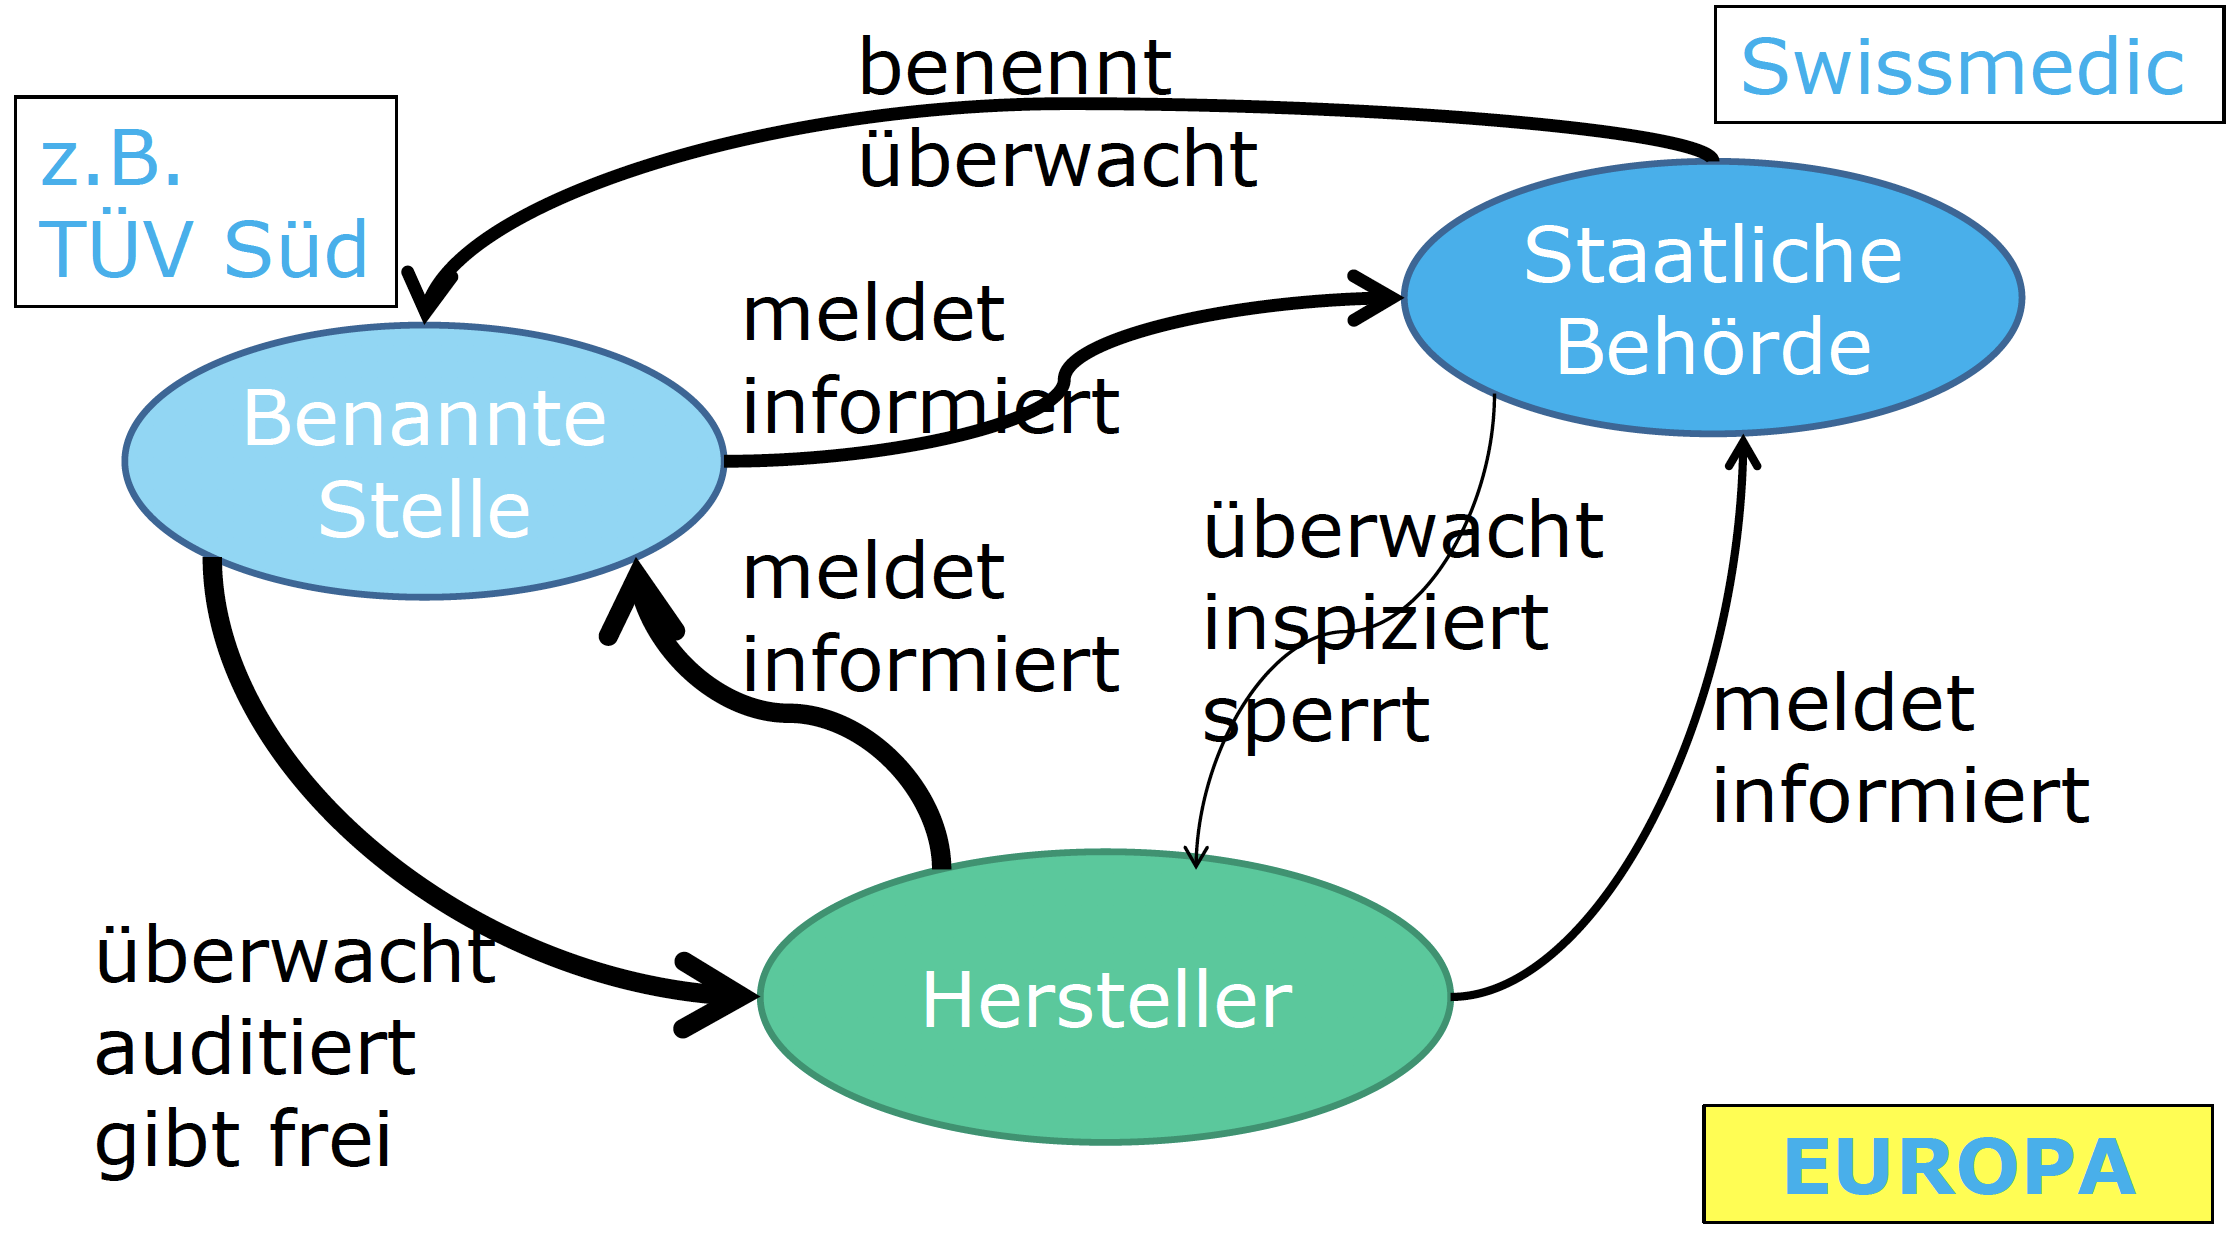 benennt
überwacht
Swissmedic
z.B.
TÜV Süd
Staatliche
Behörde
meldet
informiert
Benannte
Stelle
meldet
informiert
überwacht
inspiziert
sperrt
meldet
informiert
überwacht
auditiert
gibt frei
Hersteller
EUROPA